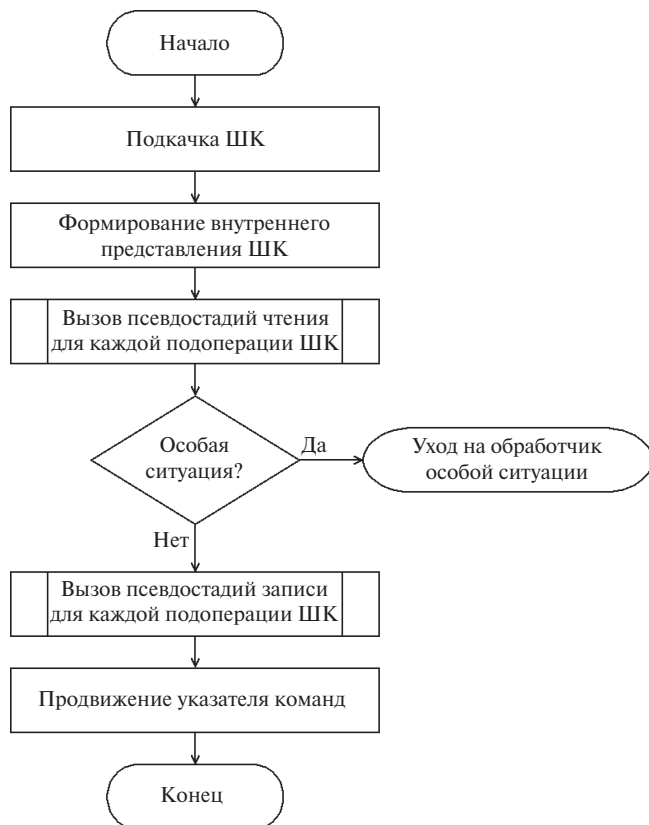 Начало
Подкачка ШК
Формирование внутреннего
представления ШК
Вызов псевдостадий чтения
для каждой подоперации ШК
Особая
ситуация?
Да
Уход на обработчик
особой ситуации
Нет
Вызов псевдостадий записи
для каждой подоперации ШК
Продвижение указателя команд
Конец